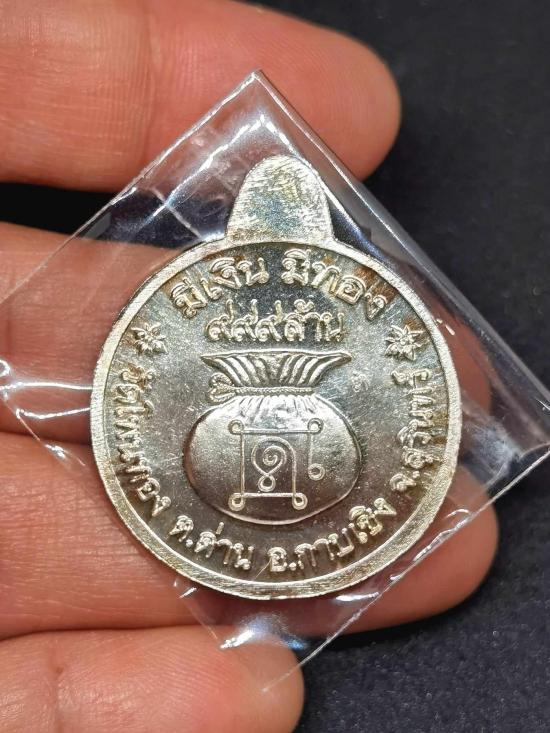 มีเงิน มีทอง
๙๙๙ล้าน
วัดโพนทอง ต.ด่าน อ.กาบเชิง จ.สุรินทร์